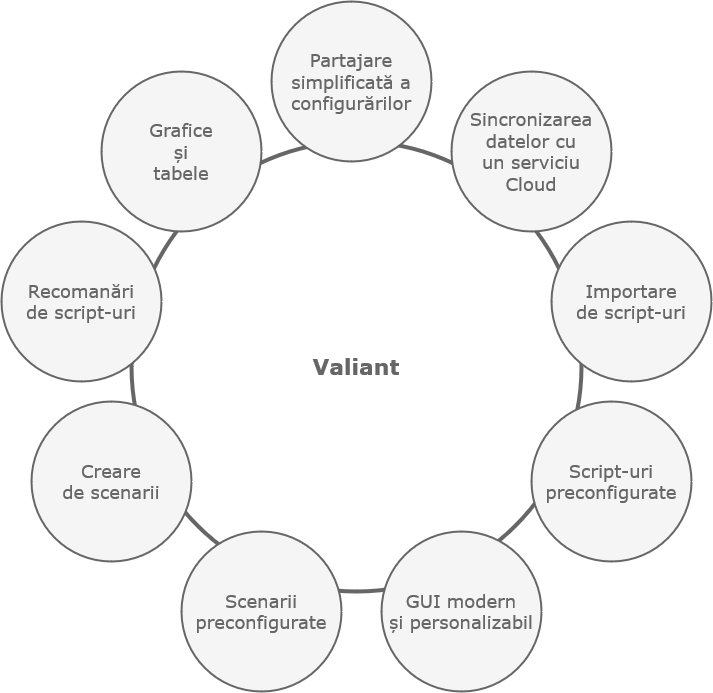 Partajare
simplificată a
configurărilor
Sincronizarea
datelor cu
un serviciu
Cloud
Importare
de script-uri
Script-uri
preconfigurate
GUI modern
și personalizabil
Scenarii
preconfigurate
Creare
de scenarii
Recomanări
de script-uri
Grafice
și
tabele
Valiant